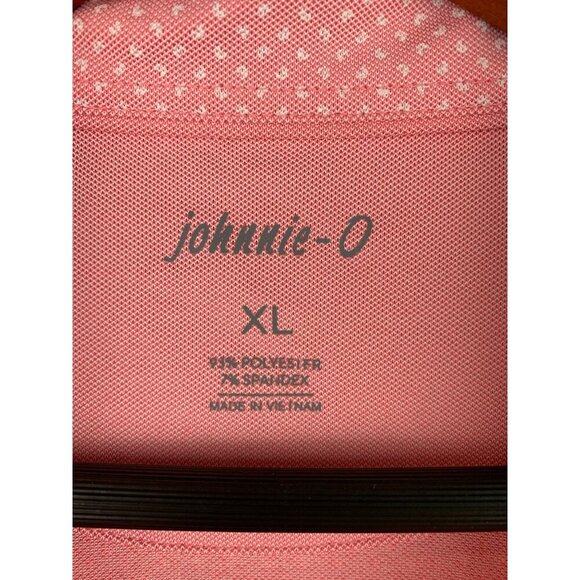 johnnie-O
XL
93% POLYESTER
7% SPANDEX
MADE IN VIETNAM